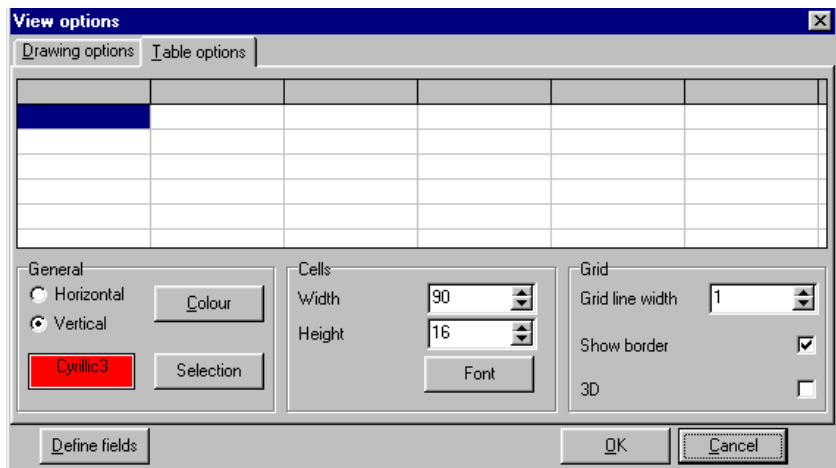 View options
Drawing options Table options
General
Horizontal
Vertical
Colour
Cyrillic3
Selection
Cells
Width 90
Height 16
Font
Grid
Grid line width 1
Show border
3D
Define fields OK Cancel